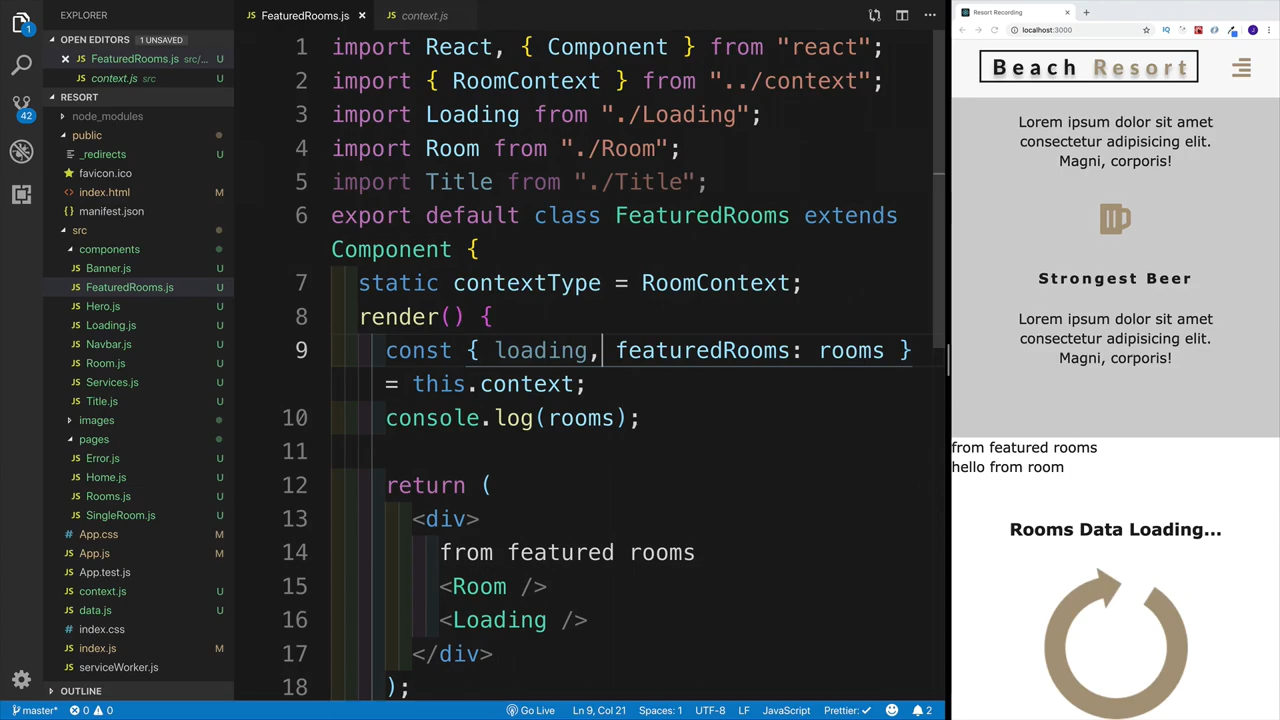 EXPLORER
OPEN EDITORS 1 UNSAVED
FeaturedRooms.js src/...
context.js src
RESORT
node_modules
public
_redirects U
favicon.ico
index.html M
manifest.json U
src
components
Banner.js U
FeaturedRooms.js U
Hero.js U
Loading.js U
Navbar.js U
Room.js U
Services.js U
Title.js U
images
pages
Error.js U
Home.js U
Rooms.js U
SingleRoom.js U
App.css M
App.js M
App.test.js
context.js U
data.js U
index.css
index.js M
serviceWorker.js
OUTLINE
1
42
FeaturedRooms.js
context.js
1 import React, { Component } from "react";
2 import { RoomContext } from "../context";
3 import Loading from "./Loading";
4 import Room from "./Room";
5 import Title from "./Title";
6 export default class FeaturedRooms extends
Component {
7 static contextType = RoomContext;
8 render() {
9 const { loading, featuredRooms: rooms }
= this.context;
10 console.log(rooms);
11
12 return (
13 <div>
14 from featured rooms
15 <Room />
16 <Loading />
17 </div>
18 );
master* 0 0 Go Live Ln 9, Col 21 Spaces: 1 UTF-8 LF JavaScript Prettier: 2
Resort Recording
localhost:3000
IQ
J
Beach Resort
Lorem ipsum dolor sit amet
consectetur adipisicing elit.
Magni, corporis!
Strongest Beer
Lorem ipsum dolor sit amet
consectetur adipisicing elit.
Magni, corporis!
from featured rooms
hello from room
Rooms Data Loading...